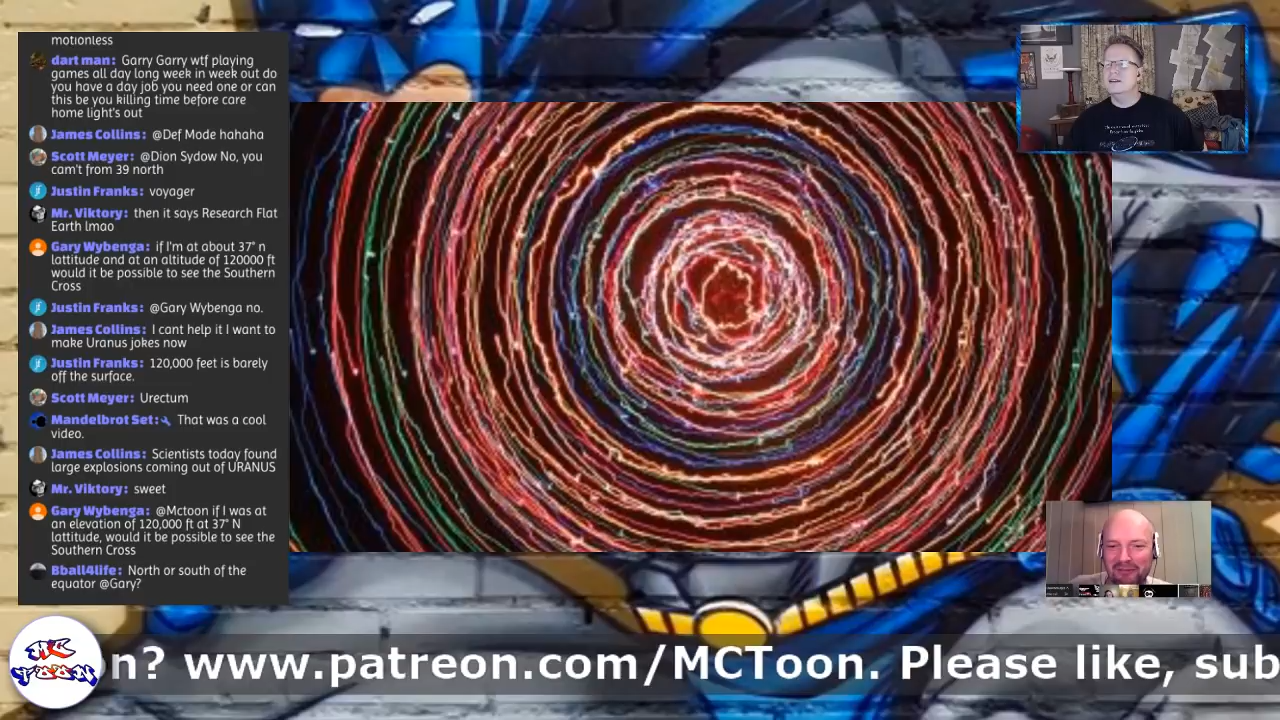 motionless
dart man: Garry Garry wtf playing
games all day long week in week out do
you have a day job you need one or can
this be you killing time before care
home light's out
James Collins: @Def Mode hahaha
Scott Meyer: @Dion Sydow No, you
cam't from 39 north
Justin Franks: voyager
Mr. Viktory: then it says Research Flat
Earth lmao
Gary Wybenga: if I'm at about 37° n
lattitude and at an altitude of 120000 ft
would it be possible to see the Southern
Cross
Justin Franks: @Gary Wybenga no.
James Collins: I cant help it I want to
make Uranus jokes now
Justin Franks: 120,000 feet is barely
off the surface.
Scott Meyer: Urectum
Mandelbrot Set: That was a cool
video.
James Collins: Scientists today found
large explosions coming out of URANUS
Mr. Viktory: sweet
Gary Wybenga: @Mctoon if I was at
an elevation of 120,000 ft at 37° N
lattitude, would it be possible to see the
Southern Cross
Bball4life: North or south of the
equator @Gary?
MC
TOON
n? www.patreon.com/MCToon. Please like, sub